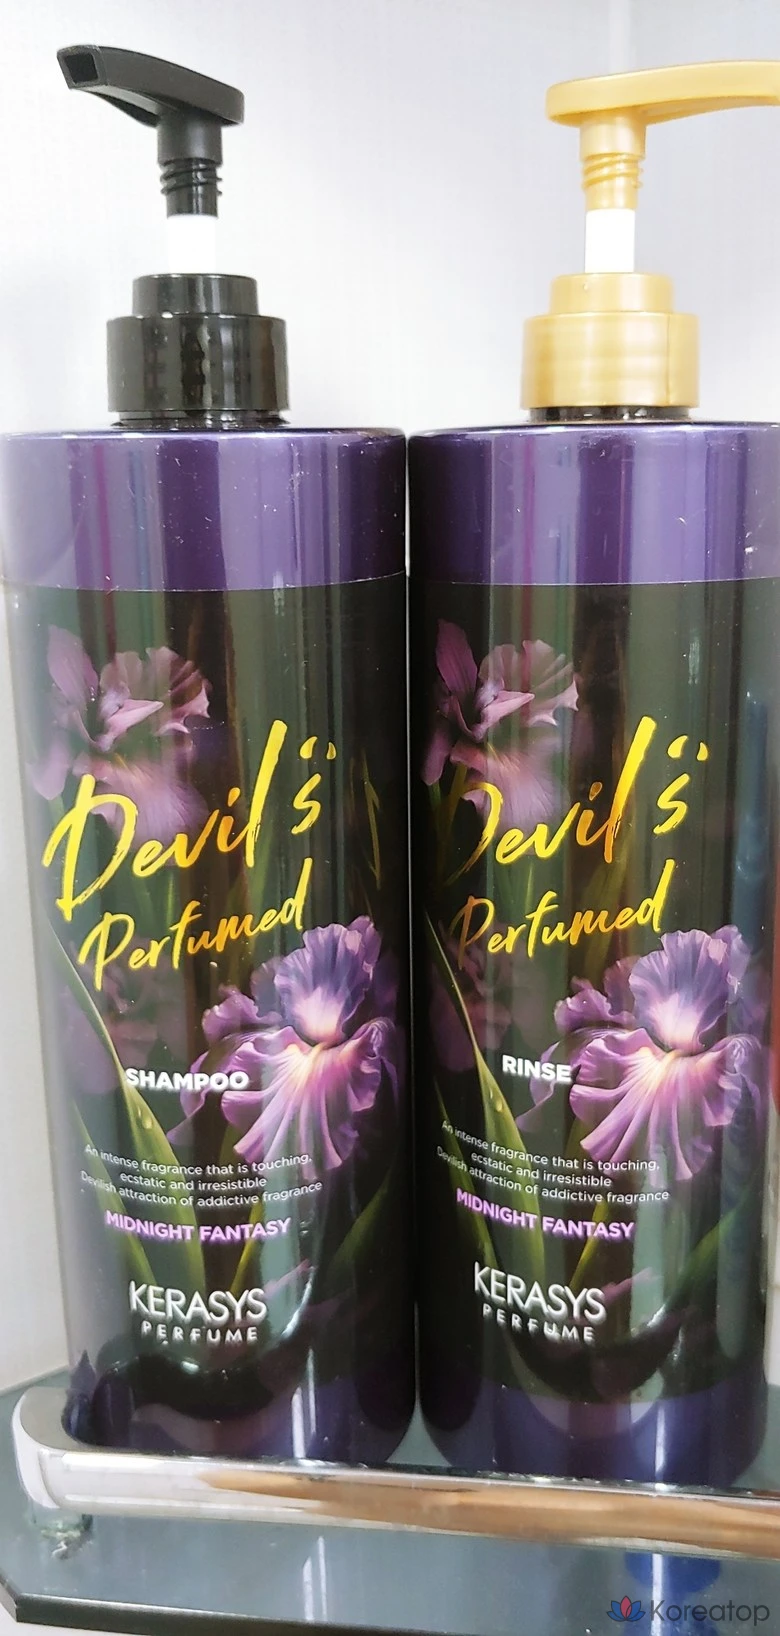 Devil's
Perfumed
SHAMPOO
An intense fragrance that is touching,
ecstatic and irresistible
Devilish attraction of addictive fragrance
MIDNIGHT FANTASY
KERASYS
PERFUME
Devil's
Perfumed
RINSE
An intense fragrance that is touching,
ecstatic and irresistible
Devilish attraction of addictive fragrance
MIDNIGHT FANTASY
KERASYS
PERFUME
Koreatop